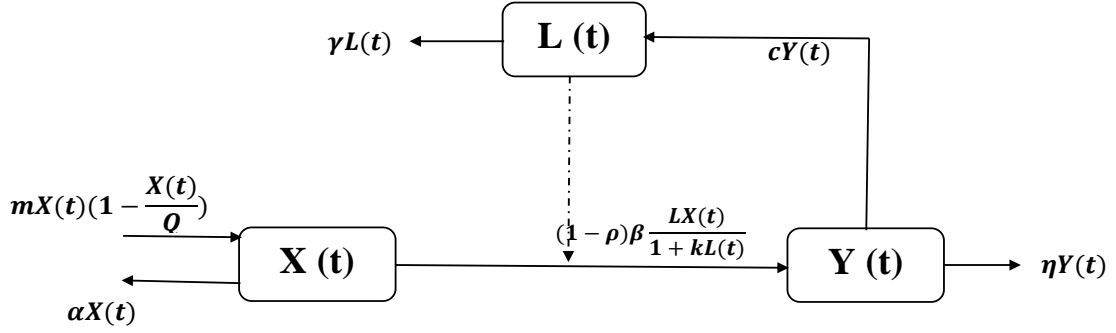 L (t)
γL(t)
cY(t)
mX(t)(1 - X(t)/Q)
(1 - ρ)β LX(t)/1 + kL(t)
X (t)
Y (t)
ηY(t)
αX(t)